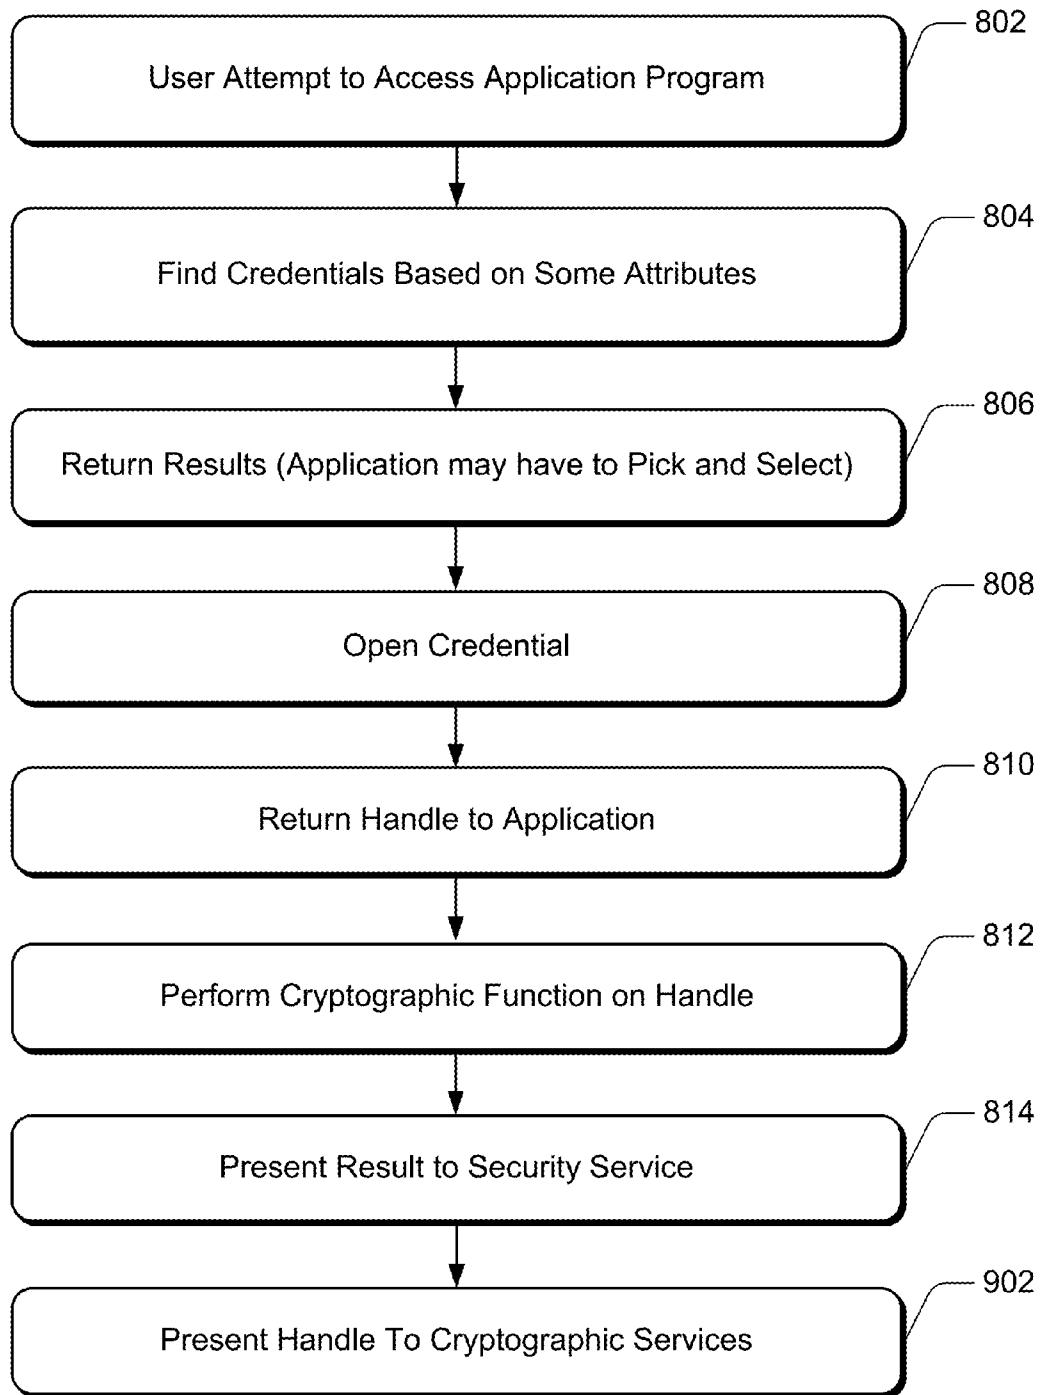 802
User Attempt to Access Application Program
804
Find Credentials Based on Some Attributes
806
Return Results (Application may have to Pick and Select)
808
Open Credential
810
Return Handle to Application
812
Perform Cryptographic Function on Handle
814
Present Result to Security Service
902
Present Handle To Cryptographic Services